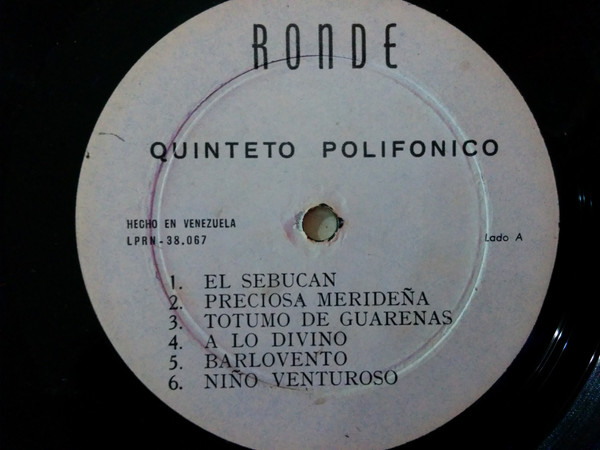 RONDE
QUINTETO POLIFONICO
HECHO EN VENEZUELA
LPRN-38.067
Lado A
1. EL SEBUCAN
2. PRECIOSA MERIDEÑA
3. TOTUMO DE GUARENAS
4. A LO DIVINO
5. BARLOVENTO
6. NIÑO VENTUROSO